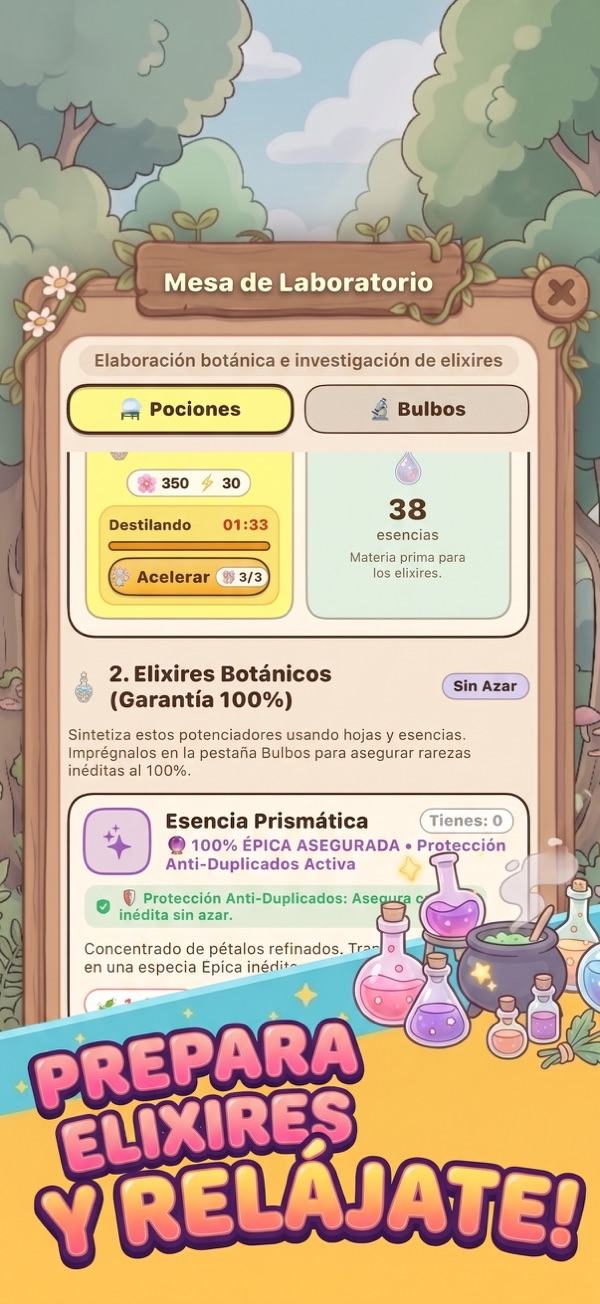 Mesa de Laboratorio
Elaboración botánica e investigación de elixires
Pociones
Bulbos
350 30
Destilando 01:33
Acelerar 3/3
38
esencias
Materia prima para
los elixires.
2. Elixires Botánicos
(Garantía 100%)
Sin Azar
Sintetiza estos potenciadores usando hojas y esencias.
Imprégnalos en la pestaña Bulbos para asegurar rarezas
inéditas al 100%.
Esencia Prismática
Tienes: 0
100% ÉPICA ASEGURADA • Protección
Anti-Duplicados Activa
Protección Anti-Duplicados: Asegura
inédita sin azar.
Concentrado de pétalos refinados.
en una especia Épica
PREPARA
ELIXIRES
Y RELÁJATE!